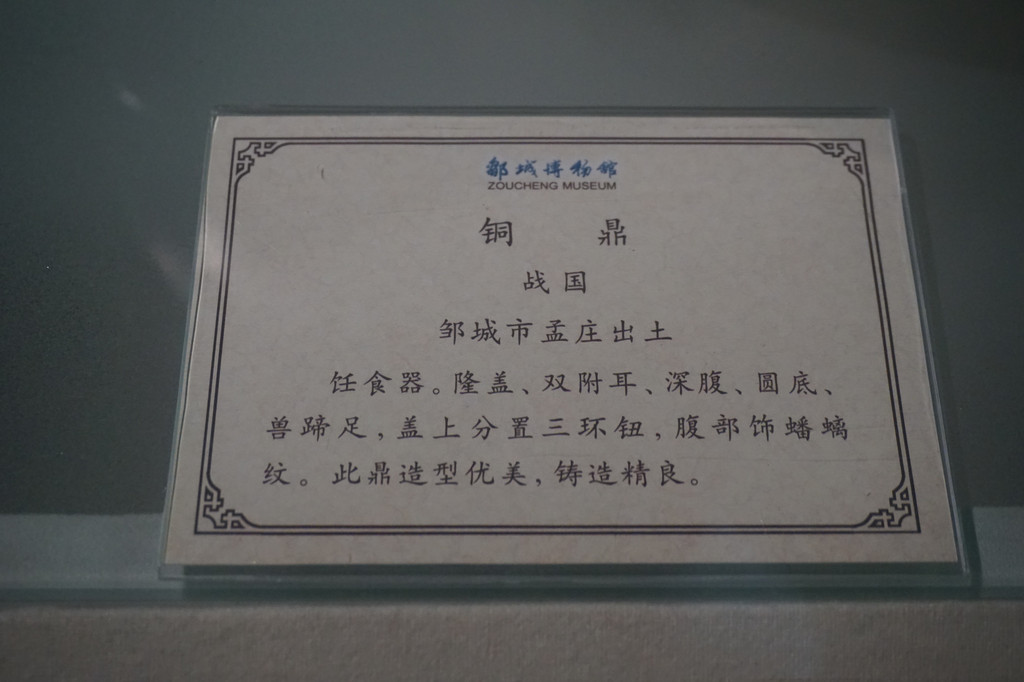 邹城博物馆
ZOUCHENG MUSEUM
铜 鼎
战国
邹城市孟庄出土
饪食器。隆盖、双附耳、深腹、圆底、
兽蹄足，盖上分置三环钮，腹部饰蟠螭
纹。此鼎造型优美，铸造精良。